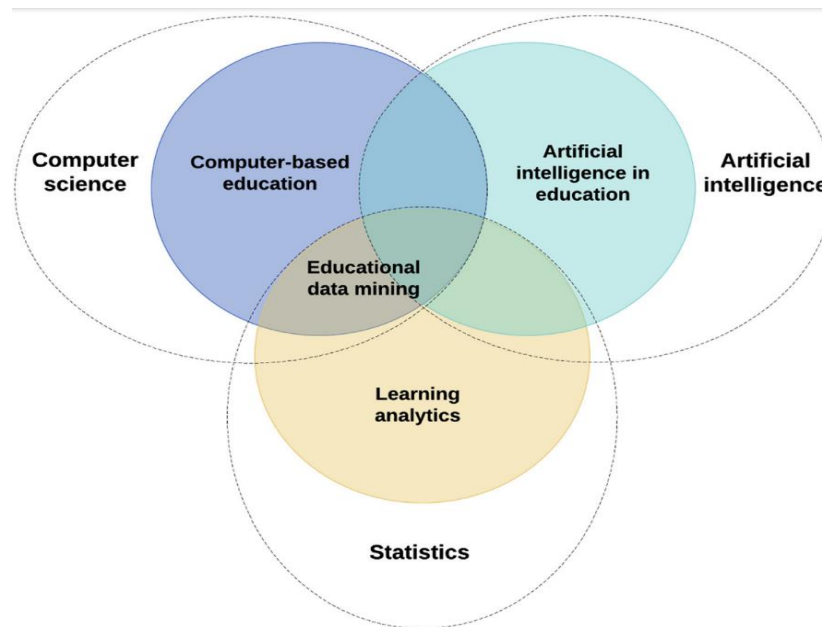 Computer
science
Computer-based
education
Artificial
intelligence in
education
Artificial
intelligence
Educational
data mining
Learning
analytics
Statistics